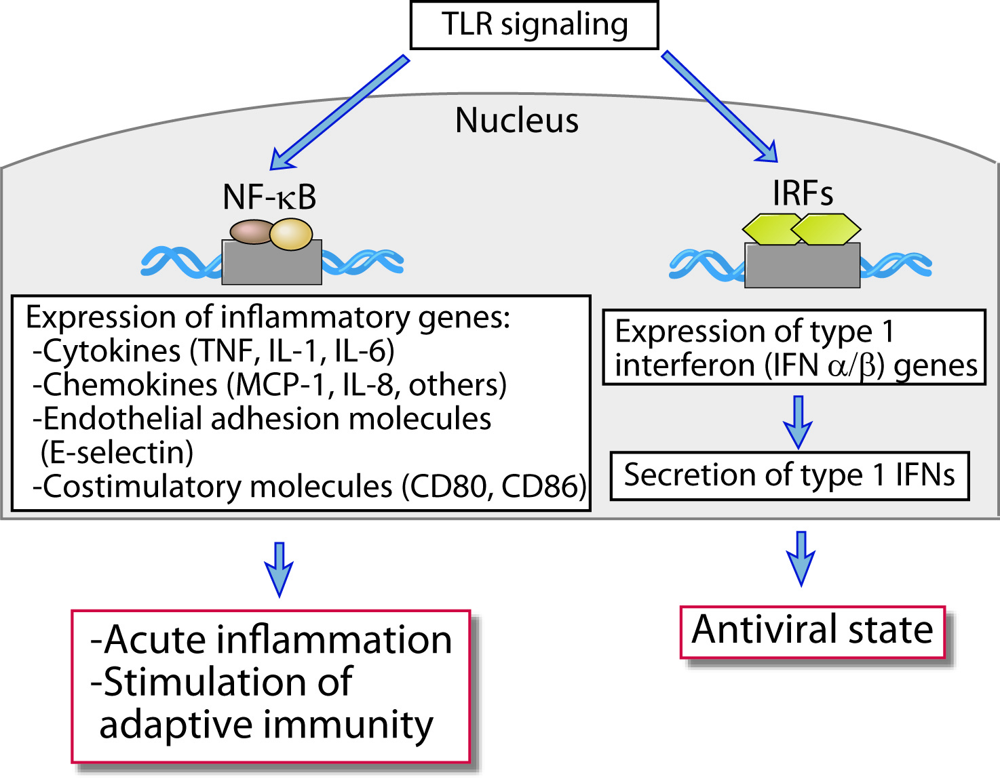 TLR signaling
Nucleus
NF-κB
IRFs
Expression of inflammatory genes:
-Cytokines (TNF, IL-1, IL-6)
-Chemokines (MCP-1, IL-8, others)
-Endothelial adhesion molecules
(E-selectin)
-Costimulatory molecules (CD80, CD86)
Expression of type 1
interferon (IFN α/β) genes
Secretion of type 1 IFNs
-Acute inflammation
-Stimulation of
adaptive immunity
Antiviral state